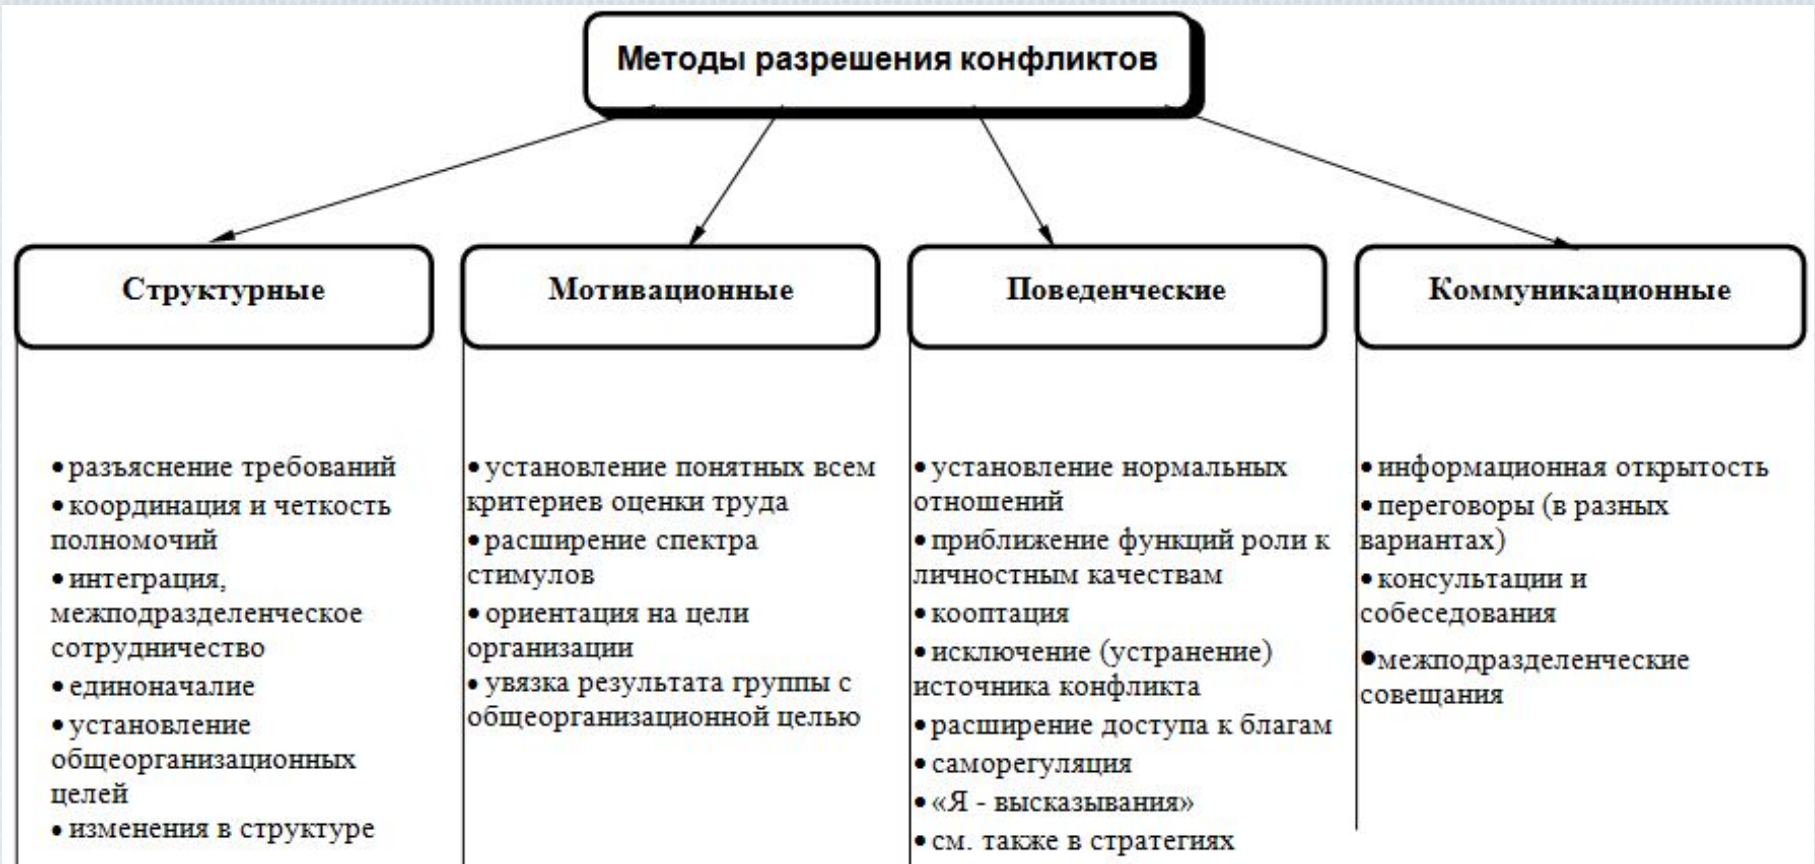 Методы разрешения конфликтов
Структурные
• разъяснение требований
• координация и четкость
полномочий
• интеграция,
межподразделенческое
сотрудничество
• единоначалие
• установление
общеорганизационных
целей
• изменения в структуре
Мотивационные
• установление понятных всем
критериев оценки труда
• расширение спектра
стимулов
• ориентация на цели
организации
• увязка результата группы с
общеорганизационной целью
Поведенческие
• установление нормальных
отношений
• приближение функций роли к
личностным качествам
• кооптация
• исключение (устранение)
источника конфликта
• расширение доступа к благам
• саморегуляция
• «Я - высказывания»
• см. также в стратегиях
Коммуникационные
• информационная открытость
• переговоры (в разных
вариантах)
• консультации и
собеседования
• межподразделенческие
совещания